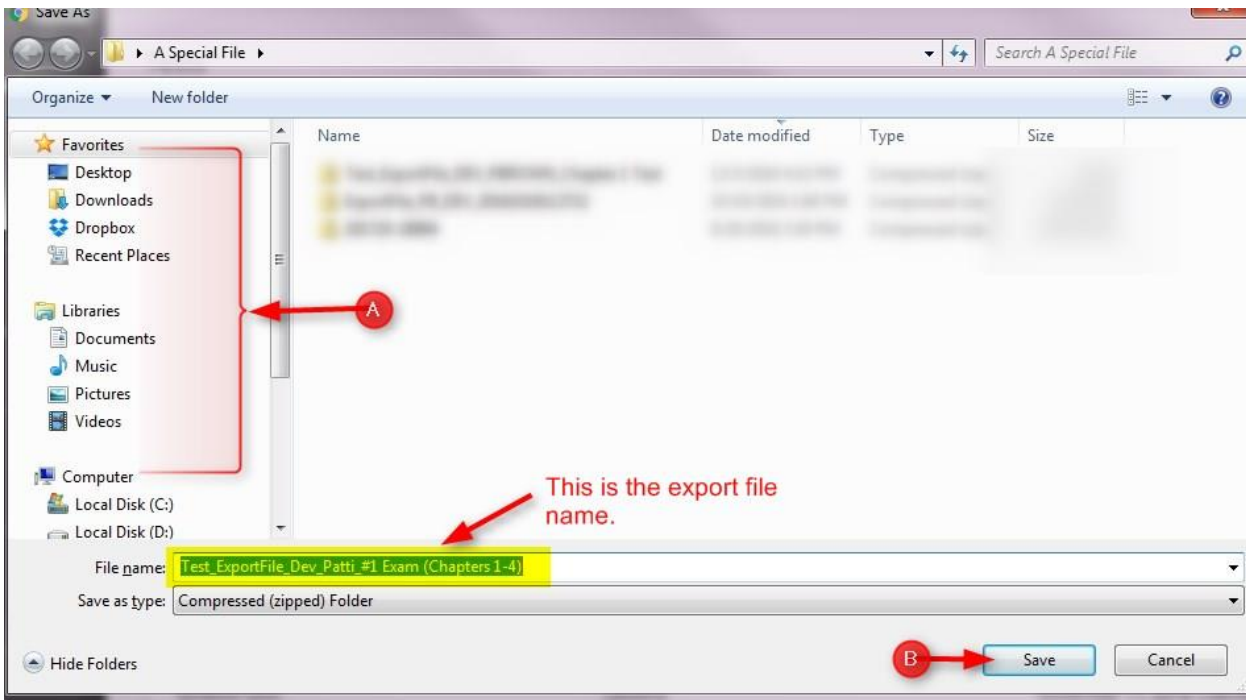 Save As
A Special File
Search A Special File
Organize
New folder
Name
Date modified
Type
Size
Favorites
Desktop
Downloads
Dropbox
Recent Places
Libraries
Documents
Music
Pictures
Videos
Computer
Local Disk (C:)
Local Disk (D:)
A
This is the export file
name.
File name: Test_ExportFile_Dev_Patti_#1 Exam (Chapters 1-4)
Save as type: Compressed (zipped) Folder
Hide Folders
B
Save
Cancel